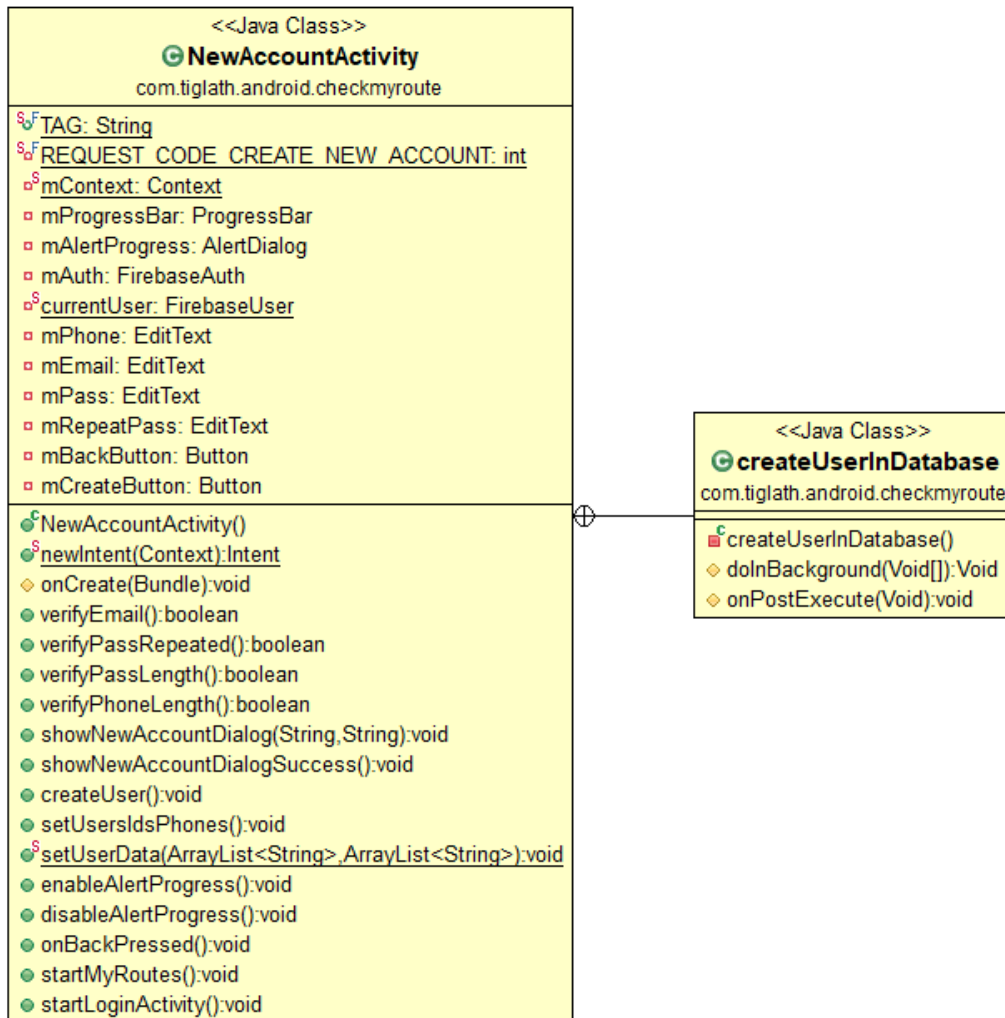 <<Java Class>>
NewAccountActivity
com.tiglath.android.checkmyroute
TAG: String
REQUEST_CODE_CREATE_NEW_ACCOUNT: int
mContext: Context
mProgressBar: ProgressBar
mAlertProgress: AlertDialog
mAuth: FirebaseAuth
currentUser: FirebaseUser
mPhone: EditText
mEmail: EditText
mPass: EditText
mRepeatPass: EditText
mBackButton: Button
mCreateButton: Button
NewAccountActivity()
newIntent(Context):Intent
onCreate(Bundle):void
verifyEmail():boolean
verifyPassRepeated():boolean
verifyPassLength():boolean
verifyPhoneLength():boolean
showNewAccountDialog(String,String):void
showNewAccountDialogSuccess():void
createUser():void
setUsersIdsPhones():void
setUserData(ArrayList<String>,ArrayList<String>):void
enableAlertProgress():void
disableAlertProgress():void
onBackPressed():void
startMyRoutes():void
startLoginActivity():void
<<Java Class>>
createUserInDatabase
com.tiglath.android.checkmyroute
createUserInDatabase()
doInBackground(Void[]):Void
onPostExecute(Void):void